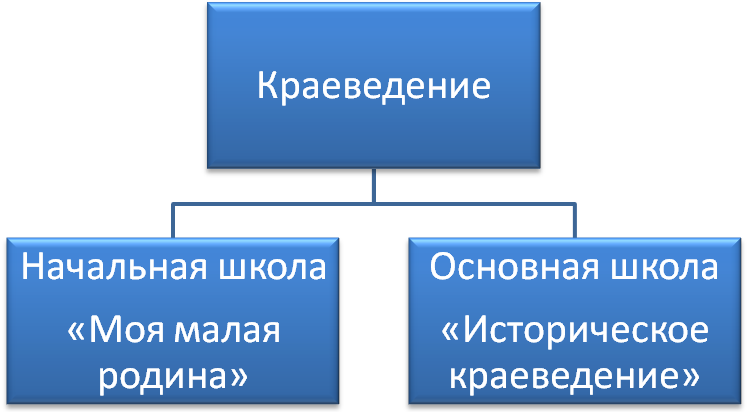 Краеведение
Начальная школа
«Моя малая
родина»
Основная школа
«Историческое
краеведение»